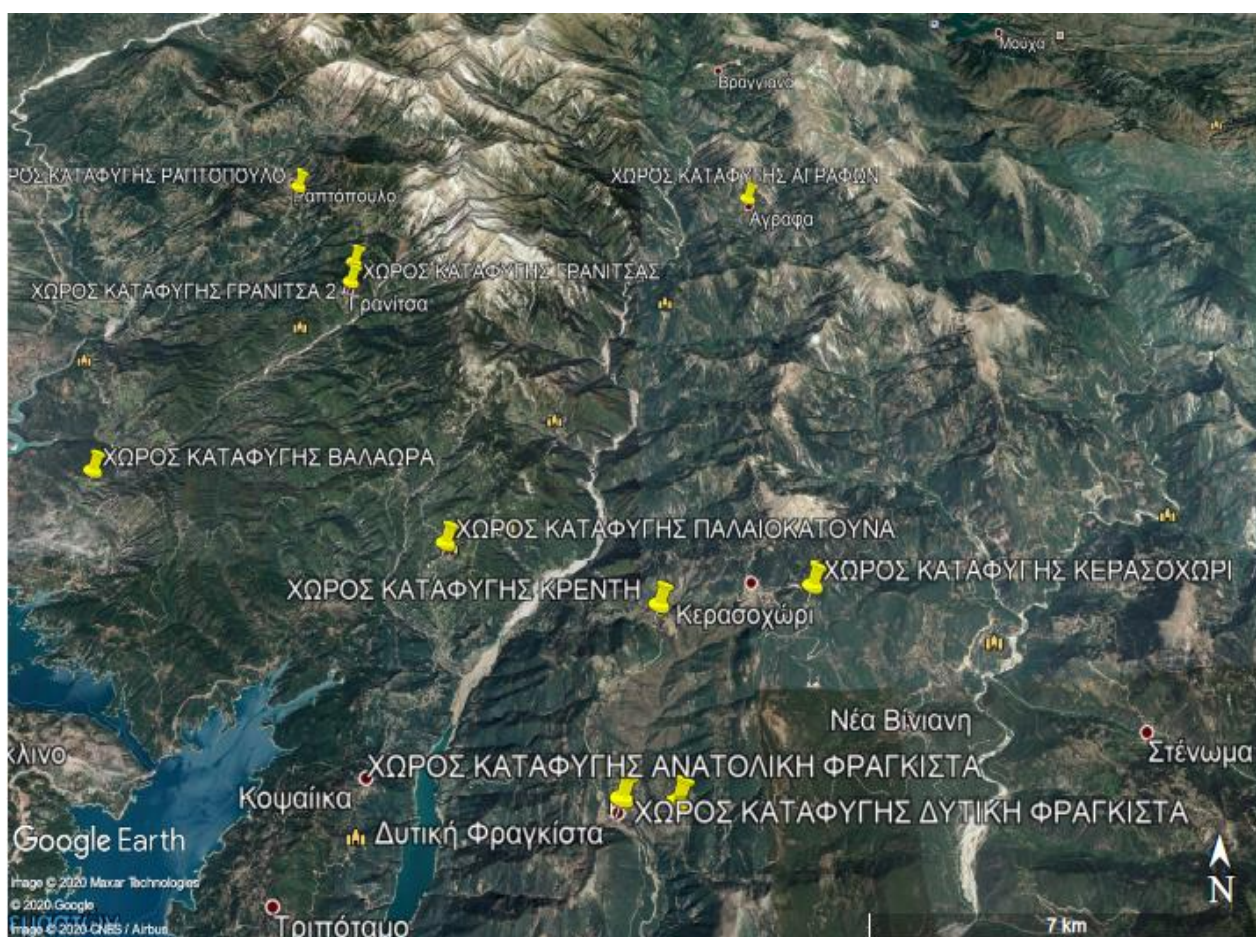 Μούχα
Βραγγιανά
ΡΟΣ ΚΑΤΑΦΥΓΗΣ ΡΑΠΤΟΠΟΥΛΟ
Ραπτόπουλο
ΧΩΡΟΣ ΚΑΤΑΦΥΓΗΣ ΑΓΡΑΦΩΝ
Άγραφα
ΧΩΡΟΣ ΚΑΤΑΦΥΓΗΣ ΓΡΑΝΙΤΣΑΣ
ΧΩΡΟΣ ΚΑΤΑΦΥΓΗΣ ΓΡΑΝΙΤΣΑ 2
Γρανίτσα
ΧΩΡΟΣ ΚΑΤΑΦΥΓΗΣ ΒΑΛΑΩΡΑ
ΧΩΡΟΣ ΚΑΤΑΦΥΓΗΣ ΠΑΛΑΙΟΚΑΤΟΥΝΑ
ΧΩΡΟΣ ΚΑΤΑΦΥΓΗΣ ΚΕΡΑΣΟΧΩΡΙ
ΧΩΡΟΣ ΚΑΤΑΦΥΓΗΣ ΚΡΕΝΤΗ
Κερασοχώρι
Νέα Βίνιανη
Στένωμα
κλινο
ΧΩΡΟΣ ΚΑΤΑΦΥΓΗΣ ΑΝΑΤΟΛΙΚΗ ΦΡΑΓΚΙΣΤΑ
Κοψαίικα
ΧΩΡΟΣ ΚΑΤΑΦΥΓΗΣ ΔΥΤΙΚΗ ΦΡΑΓΚΙΣΤΑ
Δυτική Φραγκίστα
Google Earth
Image © 2020 Maxar Technologies
© 2020 Google
Image © 2020 CNES / Airbus
Τριπόταμο
N
7 km